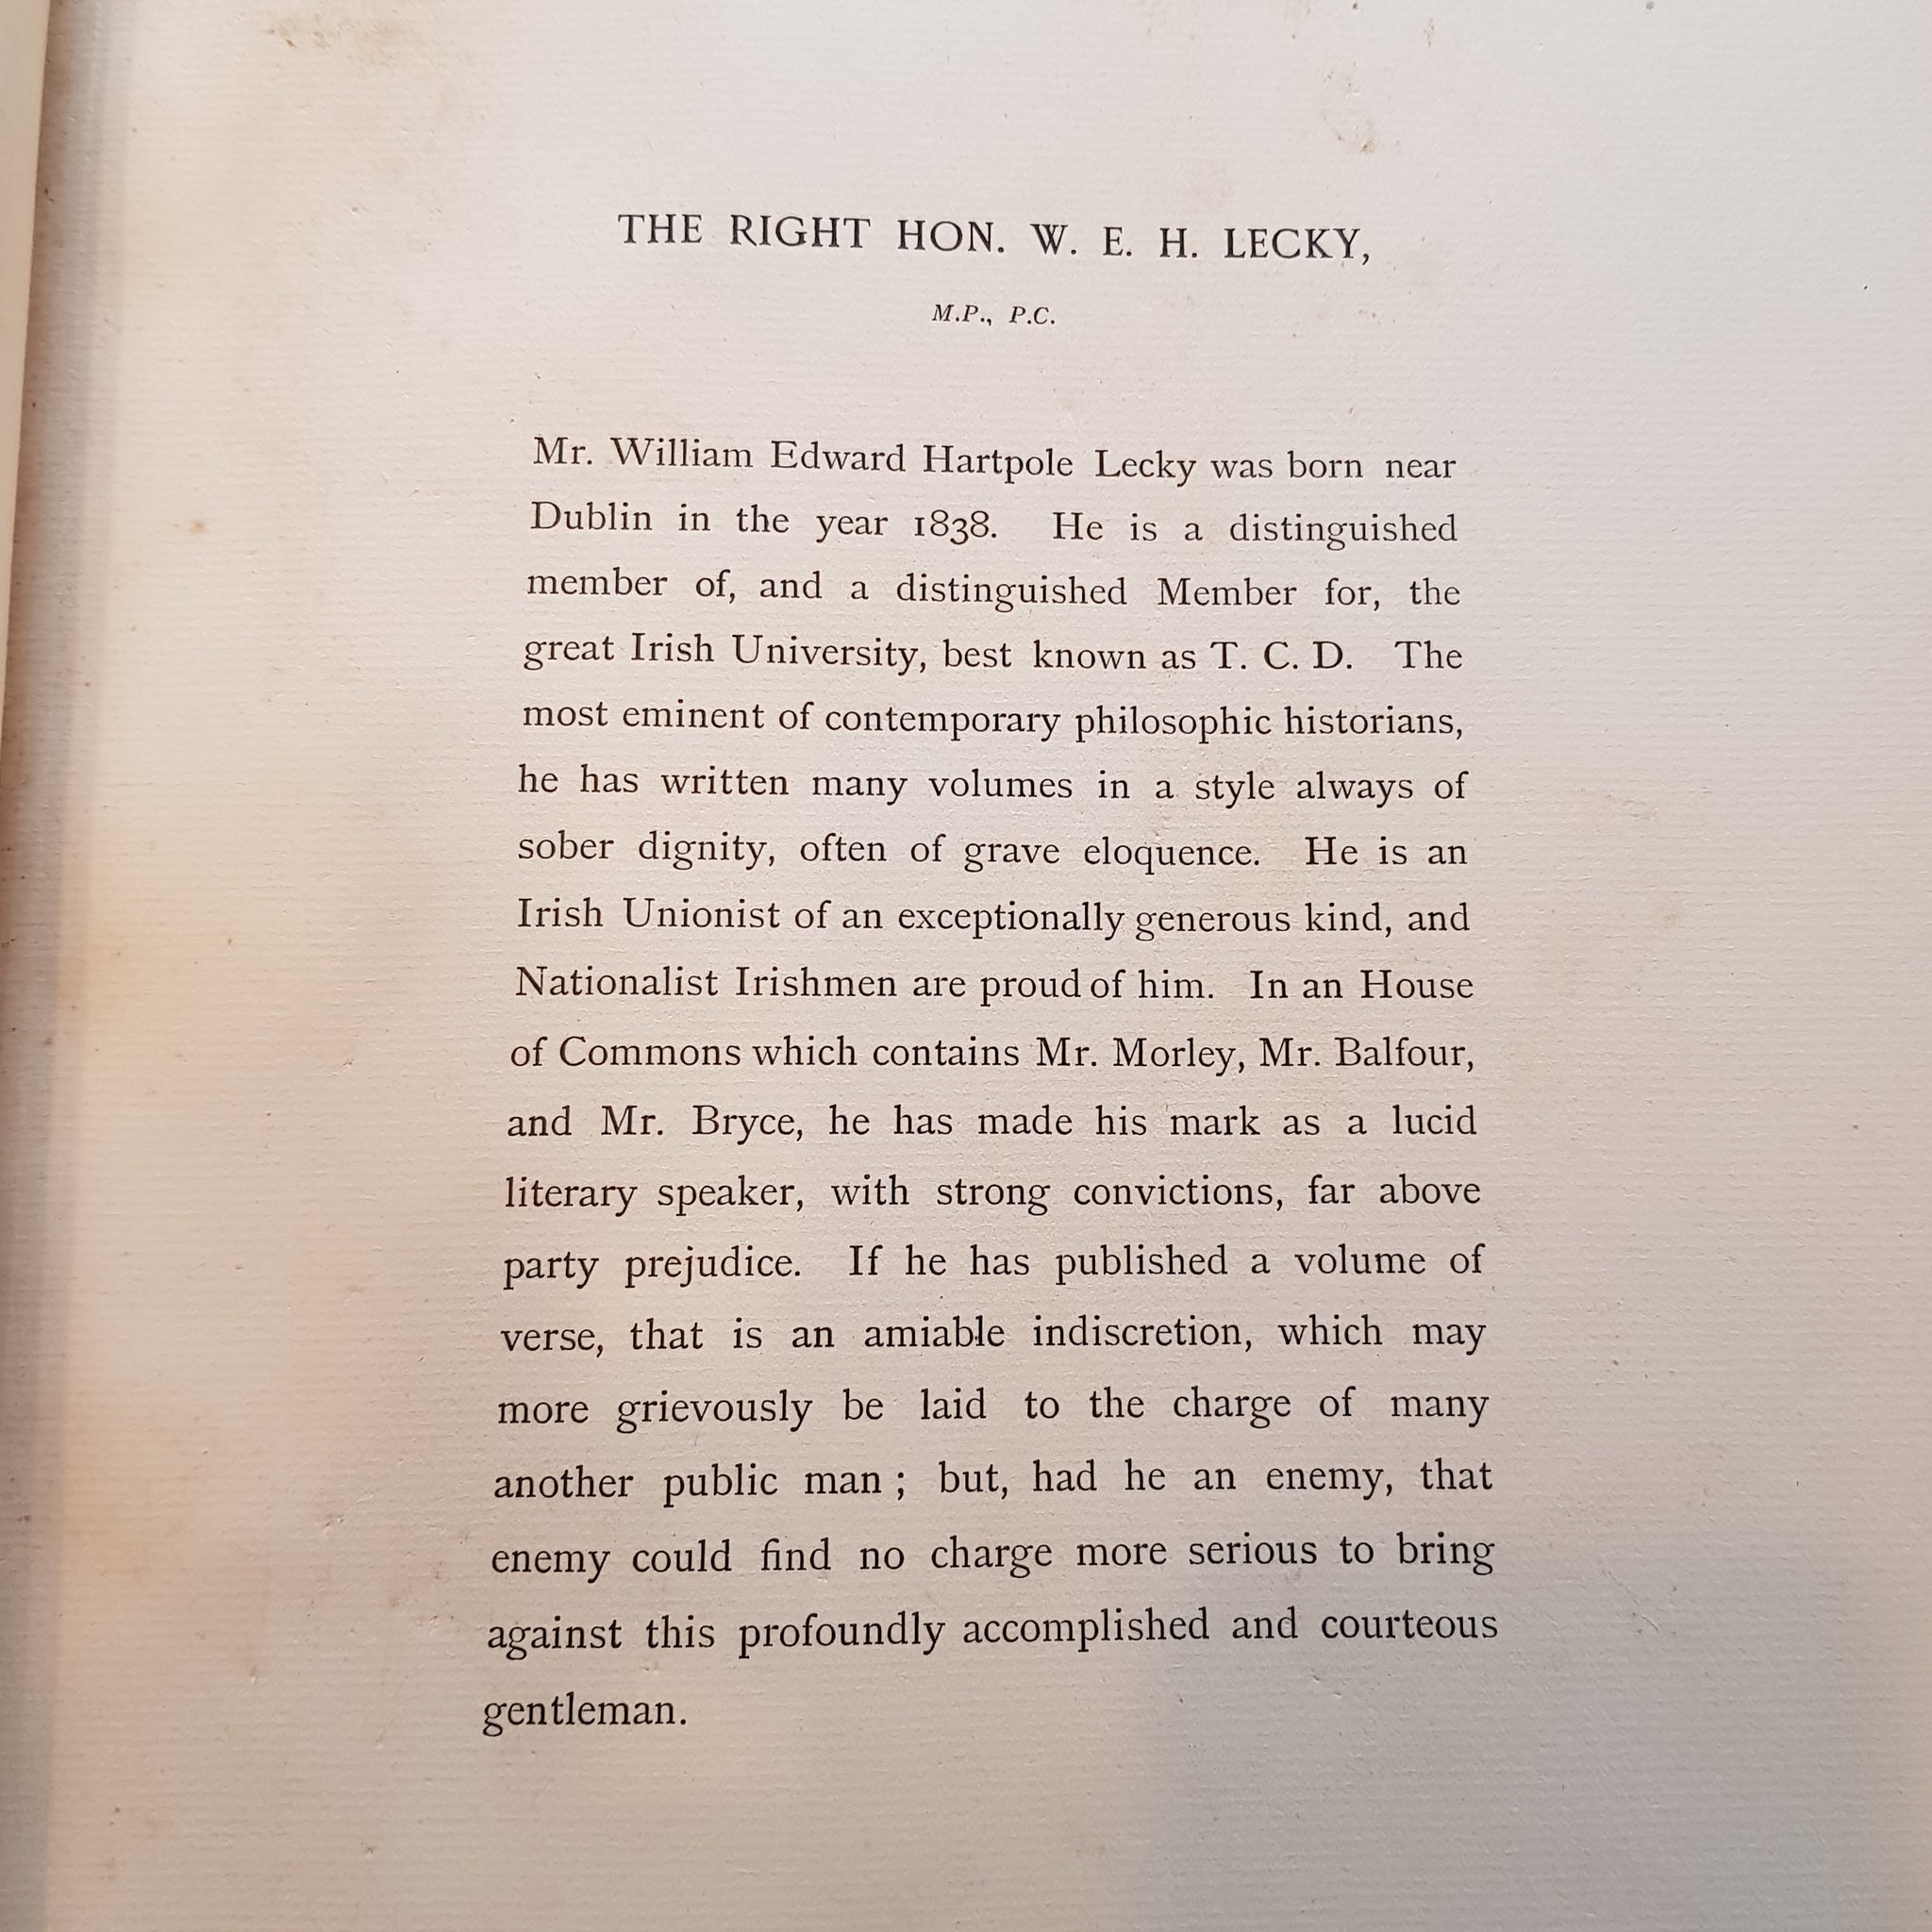 THE RIGHT HON. W. E. H. LECKY,
M.P., P.C.
Mr. William Edward Hartpole Lecky was born near
Dublin in the year 1838. He is a distinguished
member of, and a distinguished Member for, the
great Irish University, best known as T. C. D. The
most eminent of contemporary philosophic historians,
he has written many volumes in a style always of
sober dignity, often of grave eloquence. He is an
Irish Unionist of an exceptionally generous kind, and
Nationalist Irishmen are proud of him. In an House
of Commons which contains Mr. Morley, Mr. Balfour,
and Mr. Bryce, he has made his mark as a lucid
literary speaker, with strong convictions, far above
party prejudice. If he has published a volume of
verse, that is an amiable indiscretion, which may
more grievously be laid to the charge of many
another public man ; but, had he an enemy, that
enemy could find no charge more serious to bring
against this profoundly accomplished and courteous
gentleman.